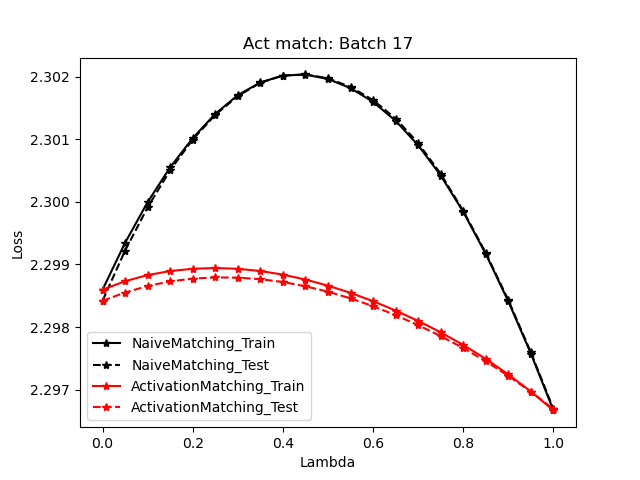 Act match: Batch 17
2.302
2.301
2.300
2.299
2.298
2.297
Loss
NaiveMatching_Train
NaiveMatching_Test
ActivationMatching_Train
ActivationMatching_Test
0.0 0.2 0.4 0.6 0.8 1.0
Lambda